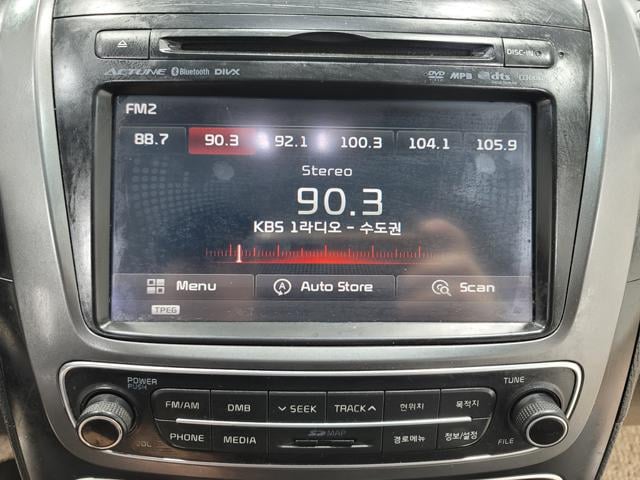 DISC-IN
ACTUNE Bluetooth DIVX
DVD MP3 dts
FM2
88.7 90.3 92.1 100.3 104.1 105.9
Stereo
90.3
KBS 1라디오 - 수도권
Menu Auto Store Scan
TPEG
POWER
PUSH
TUNE
FM/AM DMB SEEK TRACK 현위치 목적지
PHONE MEDIA SD MAP 경로메뉴 정보/설정
VOL
FILE